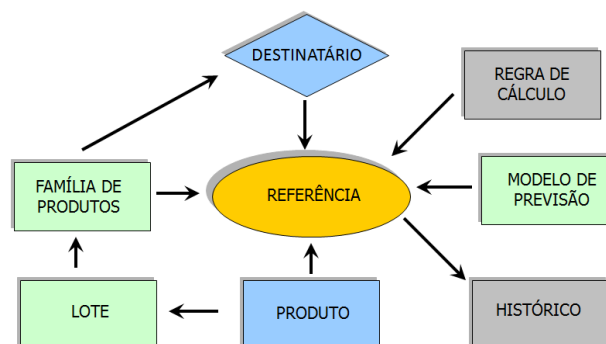 DESTINATÁRIO
REGRA DE
CÁLCULO
FAMÍLIA DE
PRODUTOS
REFERÊNCIA
MODELO DE
PREVISÃO
LOTE
PRODUTO
HISTÓRICO